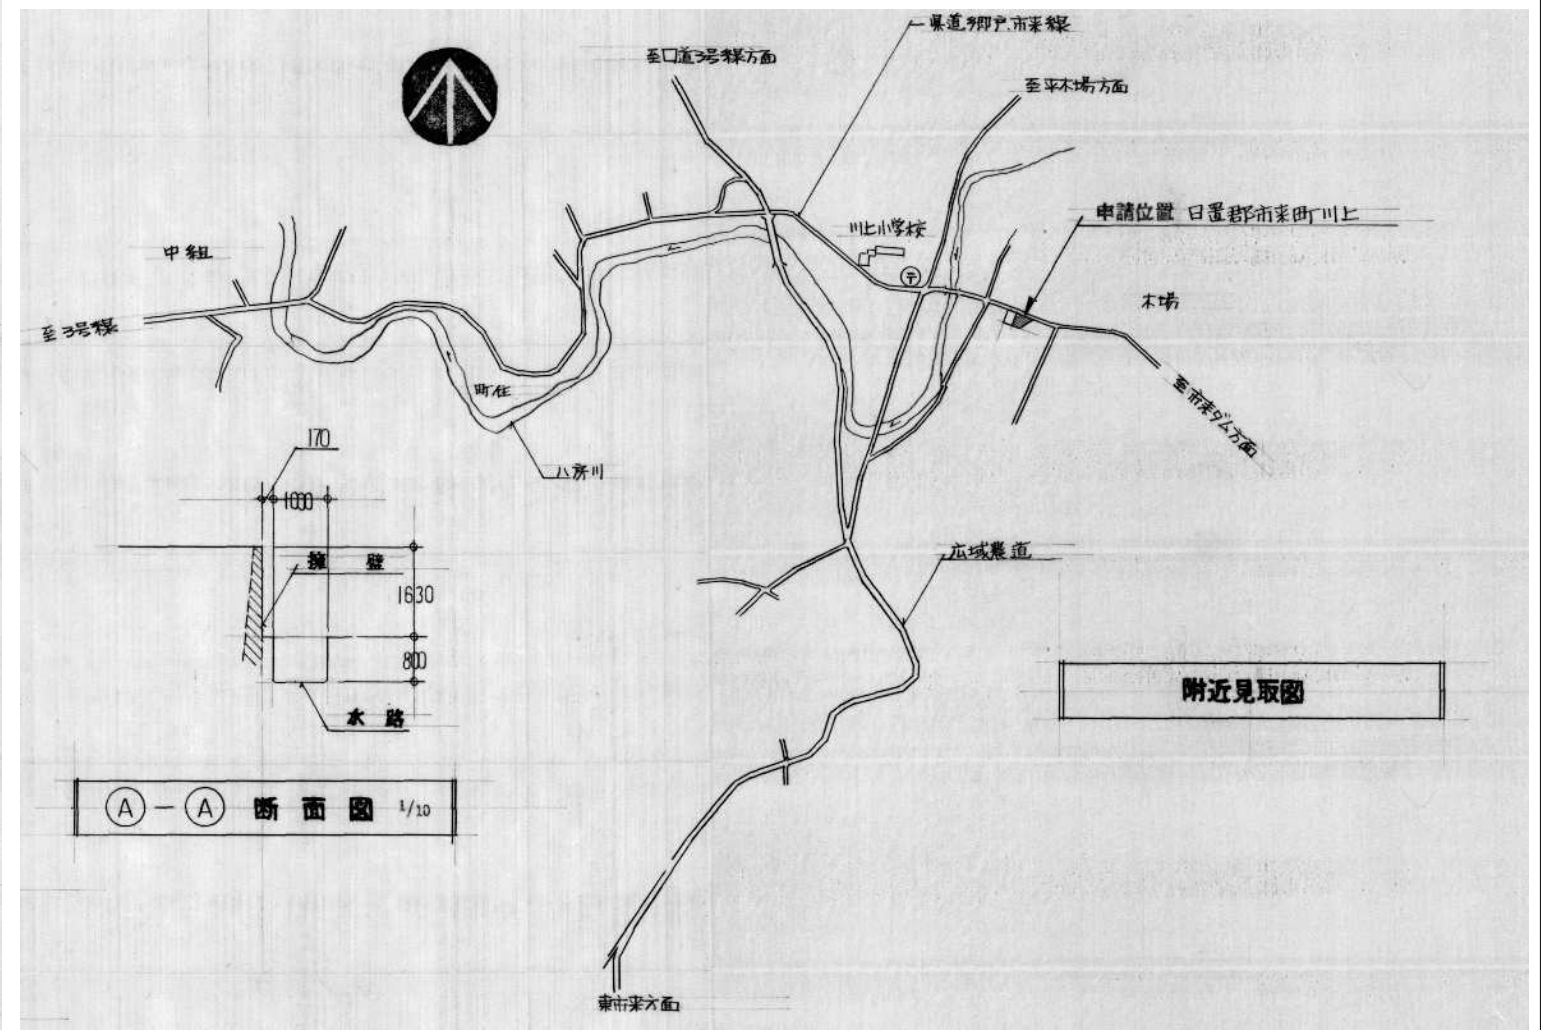 県道郷戸市来線
至国道3号線方面
至平木場方面
申請位置 日置郡市来町川上
川上小学校
〒
中組
木場
至3号線
至市来ダム方面
町住
八房川
170
1000
擁壁
1630
800
水路
広域農道
附近見取図
Ⓐ-Ⓐ 断面図 1/10
東市来方面